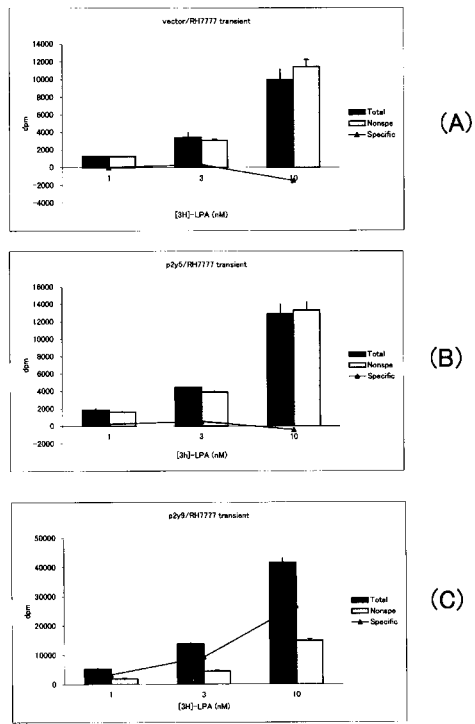 vector/RH7777 transient
14000
12000
10000
8000
6000
4000
2000
0
-2000
-4000
dpm
1 3 10
[3H]-LPA (nM)
Total
Nonspe
Specific
(A)
p2y5/RH7777 transient
16000
14000
12000
10000
8000
6000
4000
2000
0
-2000
dpm
1 3 10
[3h]-LPA (nM)
Total
Nonspe
Specific
(B)
p2y9/RH7777 transient
50000
40000
30000
20000
10000
0
dpm
1 3 10
[3H]-LPA (nM)
Total
Nonspe
Specific
(C)